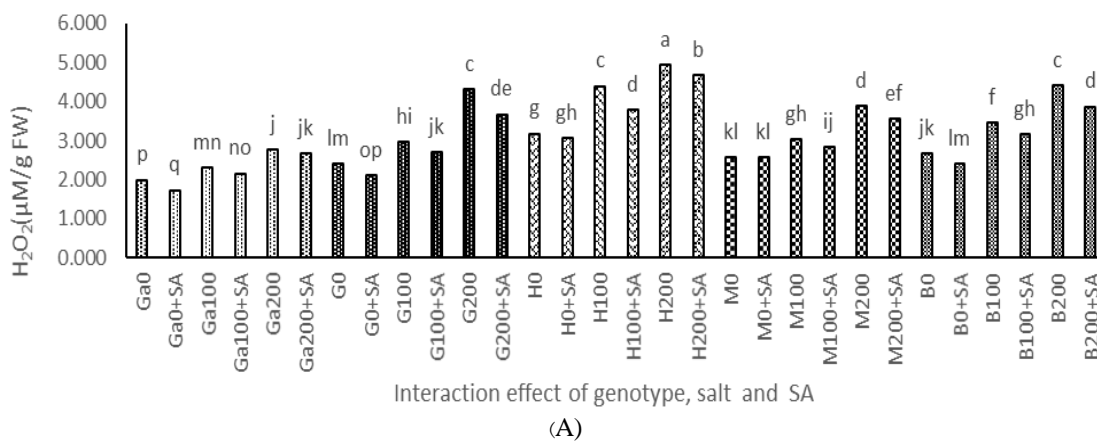 6.000
5.000
4.000
3.000
2.000
1.000
0.000
H₂O₂(µM/g FW)
p q mn no j jk lm op hi jk c de g gh c d a b kl kl gh ij d ef jk lm f gh c d
Ga0 Ga0+SA Ga100 Ga100+SA Ga200 Ga200+SA G0 G0+SA G100 G100+SA G200 G200+SA H0 H0+SA H100 H100+SA H200 H200+SA M0 M0+SA M100 M100+SA M200 M200+SA B0 B0+SA B100 B100+SA B200 B200+SA
Interaction effect of genotype, salt and SA
(A)